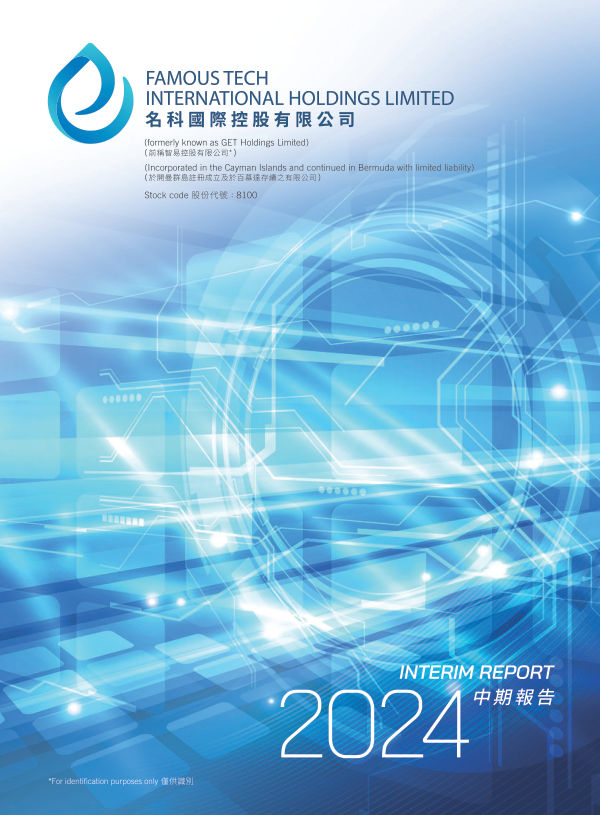 FAMOUS TECH
INTERNATIONAL HOLDINGS LIMITED
名科國際控股有限公司
(formerly known as GET Holdings Limited)
(前稱智易控股有限公司*)
(Incorporated in the Cayman Islands and continued in Bermuda with limited liability)
(於開曼群島註冊成立及於百慕達存續之有限公司)
Stock code 股份代號：8100
INTERIM REPORT
中期報告
2024
*For identification purposes only 僅供識別